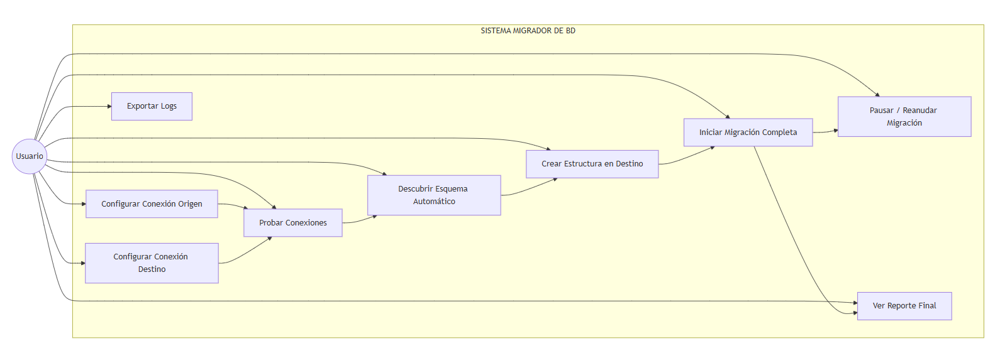 SISTEMA MIGRADOR DE BD
Exportar Logs
Pausar / Reanudar
Migración
Iniciar Migración Completa
Usuario
Crear Estructura en Destino
Descubrir Esquema
Automático
Configurar Conexión Origen
Probar Conexiones
Configurar Conexión
Destino
Ver Reporte Final